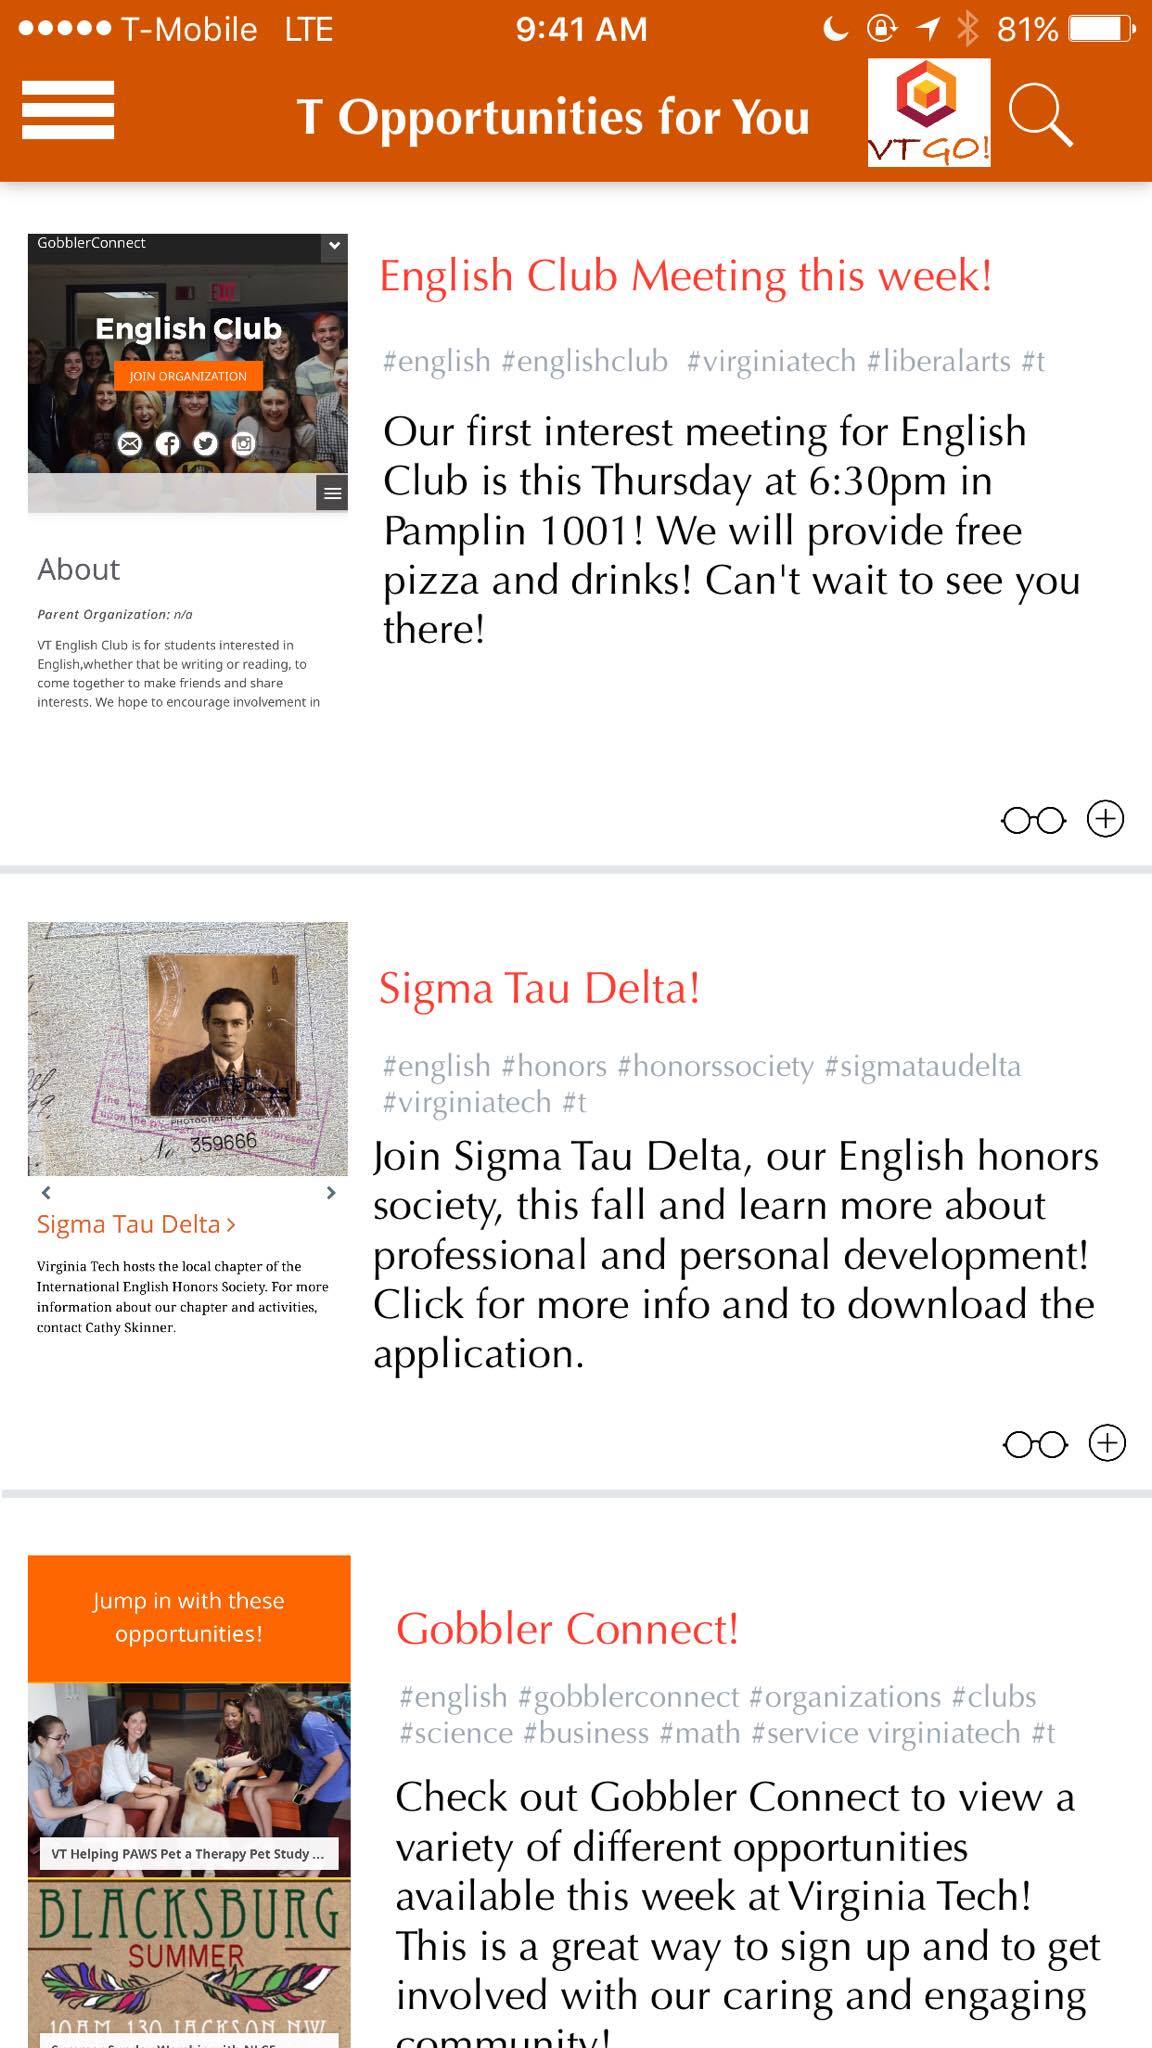 T-Mobile LTE 9:41 AM 81%
T Opportunities for You
VT GO!
GobblerConnect
EXIT
English Club
JOIN ORGANIZATION
About
Parent Organization: n/a
VT English Club is for students interested in
English,whether that be writing or reading, to
come together to make friends and share
interests. We hope to encourage involvement in
English Club Meeting this week!
#english #englishclub #virginiatech #liberalarts #t
Our first interest meeting for English
Club is this Thursday at 6:30pm in
Pamplin 1001! We will provide free
pizza and drinks! Can't wait to see you
there!
PHOTOGRAPH OF
No. 359666
Sigma Tau Delta >
Virginia Tech hosts the local chapter of the
International English Honors Society. For more
information about our chapter and activities,
contact Cathy Skinner.
Sigma Tau Delta!
#english #honors #honorssociety #sigmataudelta
#virginiatech #t
Join Sigma Tau Delta, our English honors
society, this fall and learn more about
professional and personal development!
Click for more info and to download the
application.
Jump in with these
opportunities!
VT Helping PAWS Pet a Therapy Pet Study ...
BLACKSBURG
SUMMER
10AM 130 JACKSON NW
Gobbler Connect!
#english #gobblerconnect #organizations #clubs
#science #business #math #service virginiatech #t
Check out Gobbler Connect to view a
variety of different opportunities
available this week at Virginia Tech!
This is a great way to sign up and to get
involved with our caring and engaging
community!